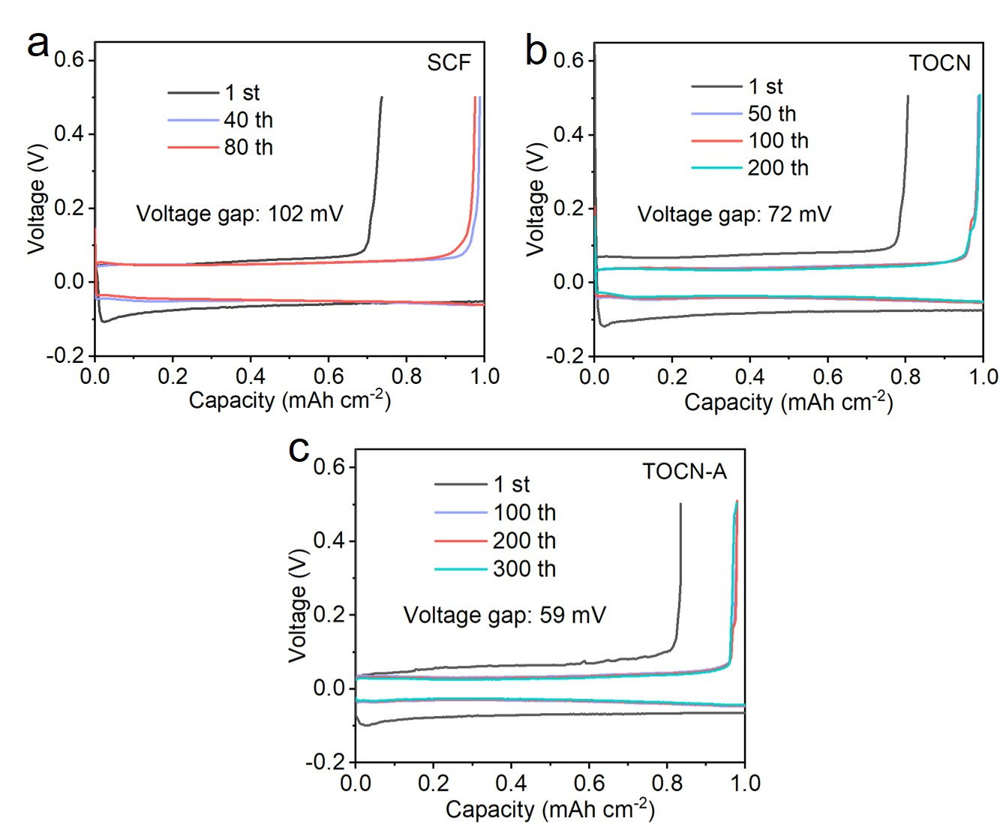 a
SCF
0.6
0.4
0.2
0.0
-0.2
Voltage (V)
1 st
40 th
80 th
Voltage gap: 102 mV
0.0 0.2 0.4 0.6 0.8 1.0
Capacity (mAh cm⁻²)
b
TOCN
0.6
0.4
0.2
0.0
-0.2
Voltage (V)
1 st
50 th
100 th
200 th
Voltage gap: 72 mV
0.0 0.2 0.4 0.6 0.8 1.0
Capacity (mAh cm⁻²)
c
TOCN-A
0.6
0.4
0.2
0.0
-0.2
Voltage (V)
1 st
100 th
200 th
300 th
Voltage gap: 59 mV
0.0 0.2 0.4 0.6 0.8 1.0
Capacity (mAh cm⁻²)